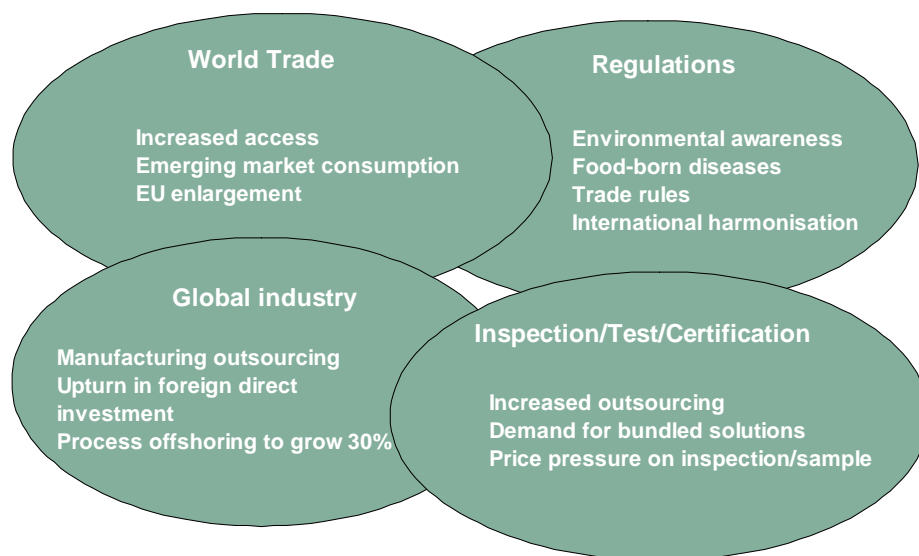 World Trade
Increased access
Emerging market consumption
EU enlargement
Regulations
Environmental awareness
Food-born diseases
Trade rules
International harmonisation
Global industry
Manufacturing outsourcing
Upturn in foreign direct
investment
Process offshoring to grow 30%
Inspection/Test/Certification
Increased outsourcing
Demand for bundled solutions
Price pressure on inspection/sample